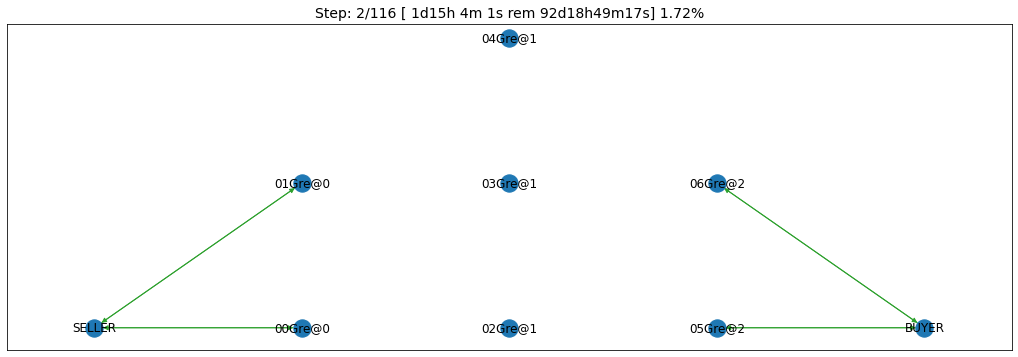 Step: 2/116 [ 1d15h 4m 1s rem 92d18h49m17s] 1.72%
04Gre@1
01Gre@0
03Gre@1
06Gre@2
SELLER
00Gre@0
02Gre@1
05Gre@2
BUYER